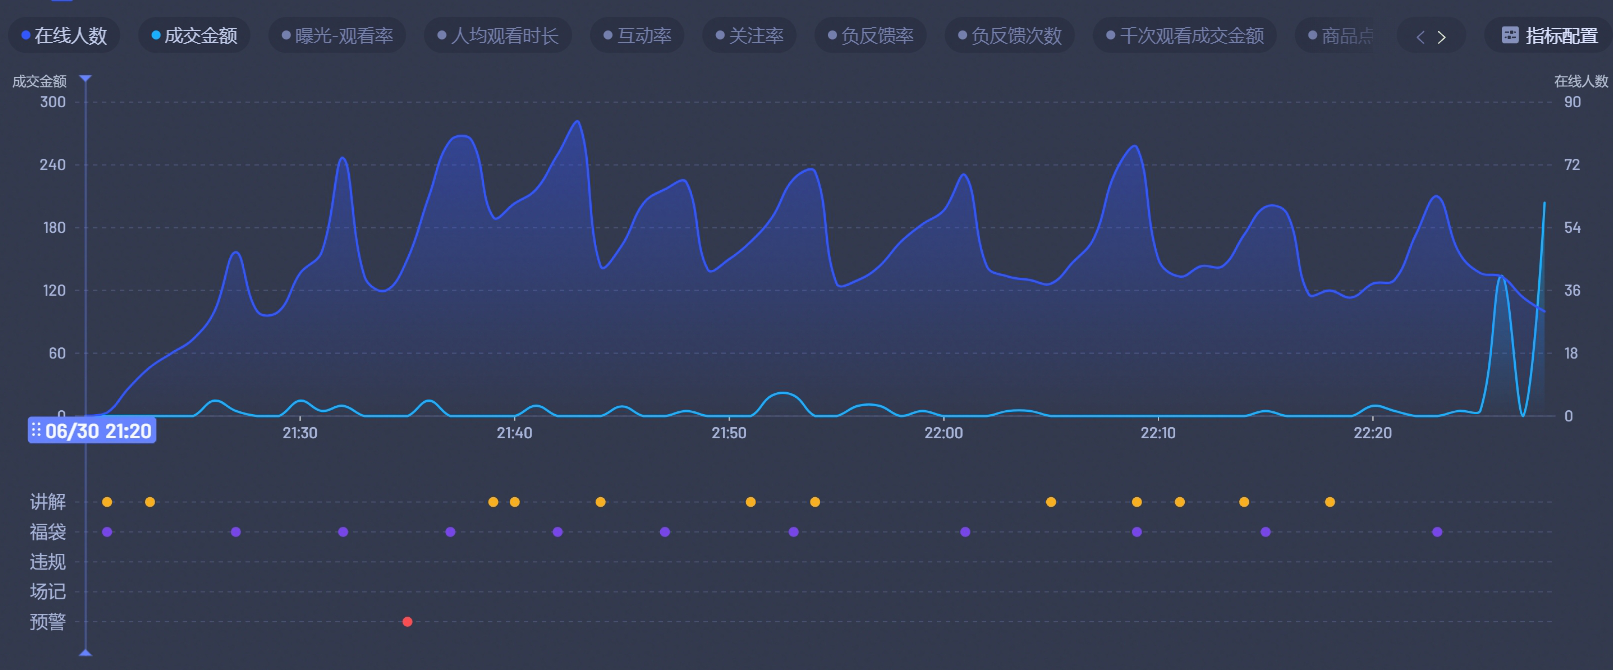 在线人数 成交金额 曝光-观看率 人均观看时长 互动率 关注率 负反馈率 负反馈次数 千次观看成交金额 商品点 指标配置
成交金额 在线人数
300 90
240 72
180 54
120 36
60 18
0 0
06/30 21:20 21:30 21:40 21:50 22:00 22:10 22:20
讲解
福袋
违规
场记
预警